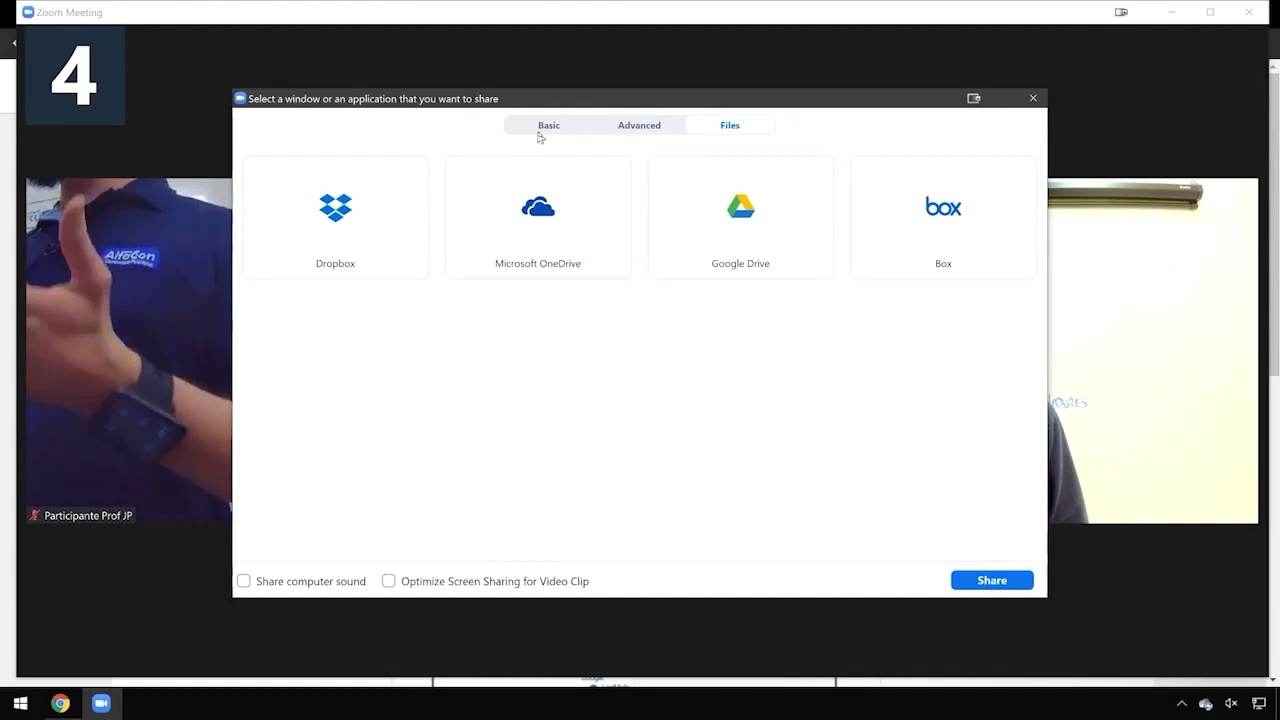 Zoom Meeting
4
Select a window or an application that you want to share
Basic
Advanced
Files
Dropbox
Microsoft OneDrive
box
Google Drive
Box
AlfaCon
Participante Prof JP
Share computer sound
Optimize Screen Sharing for Video Clip
Share